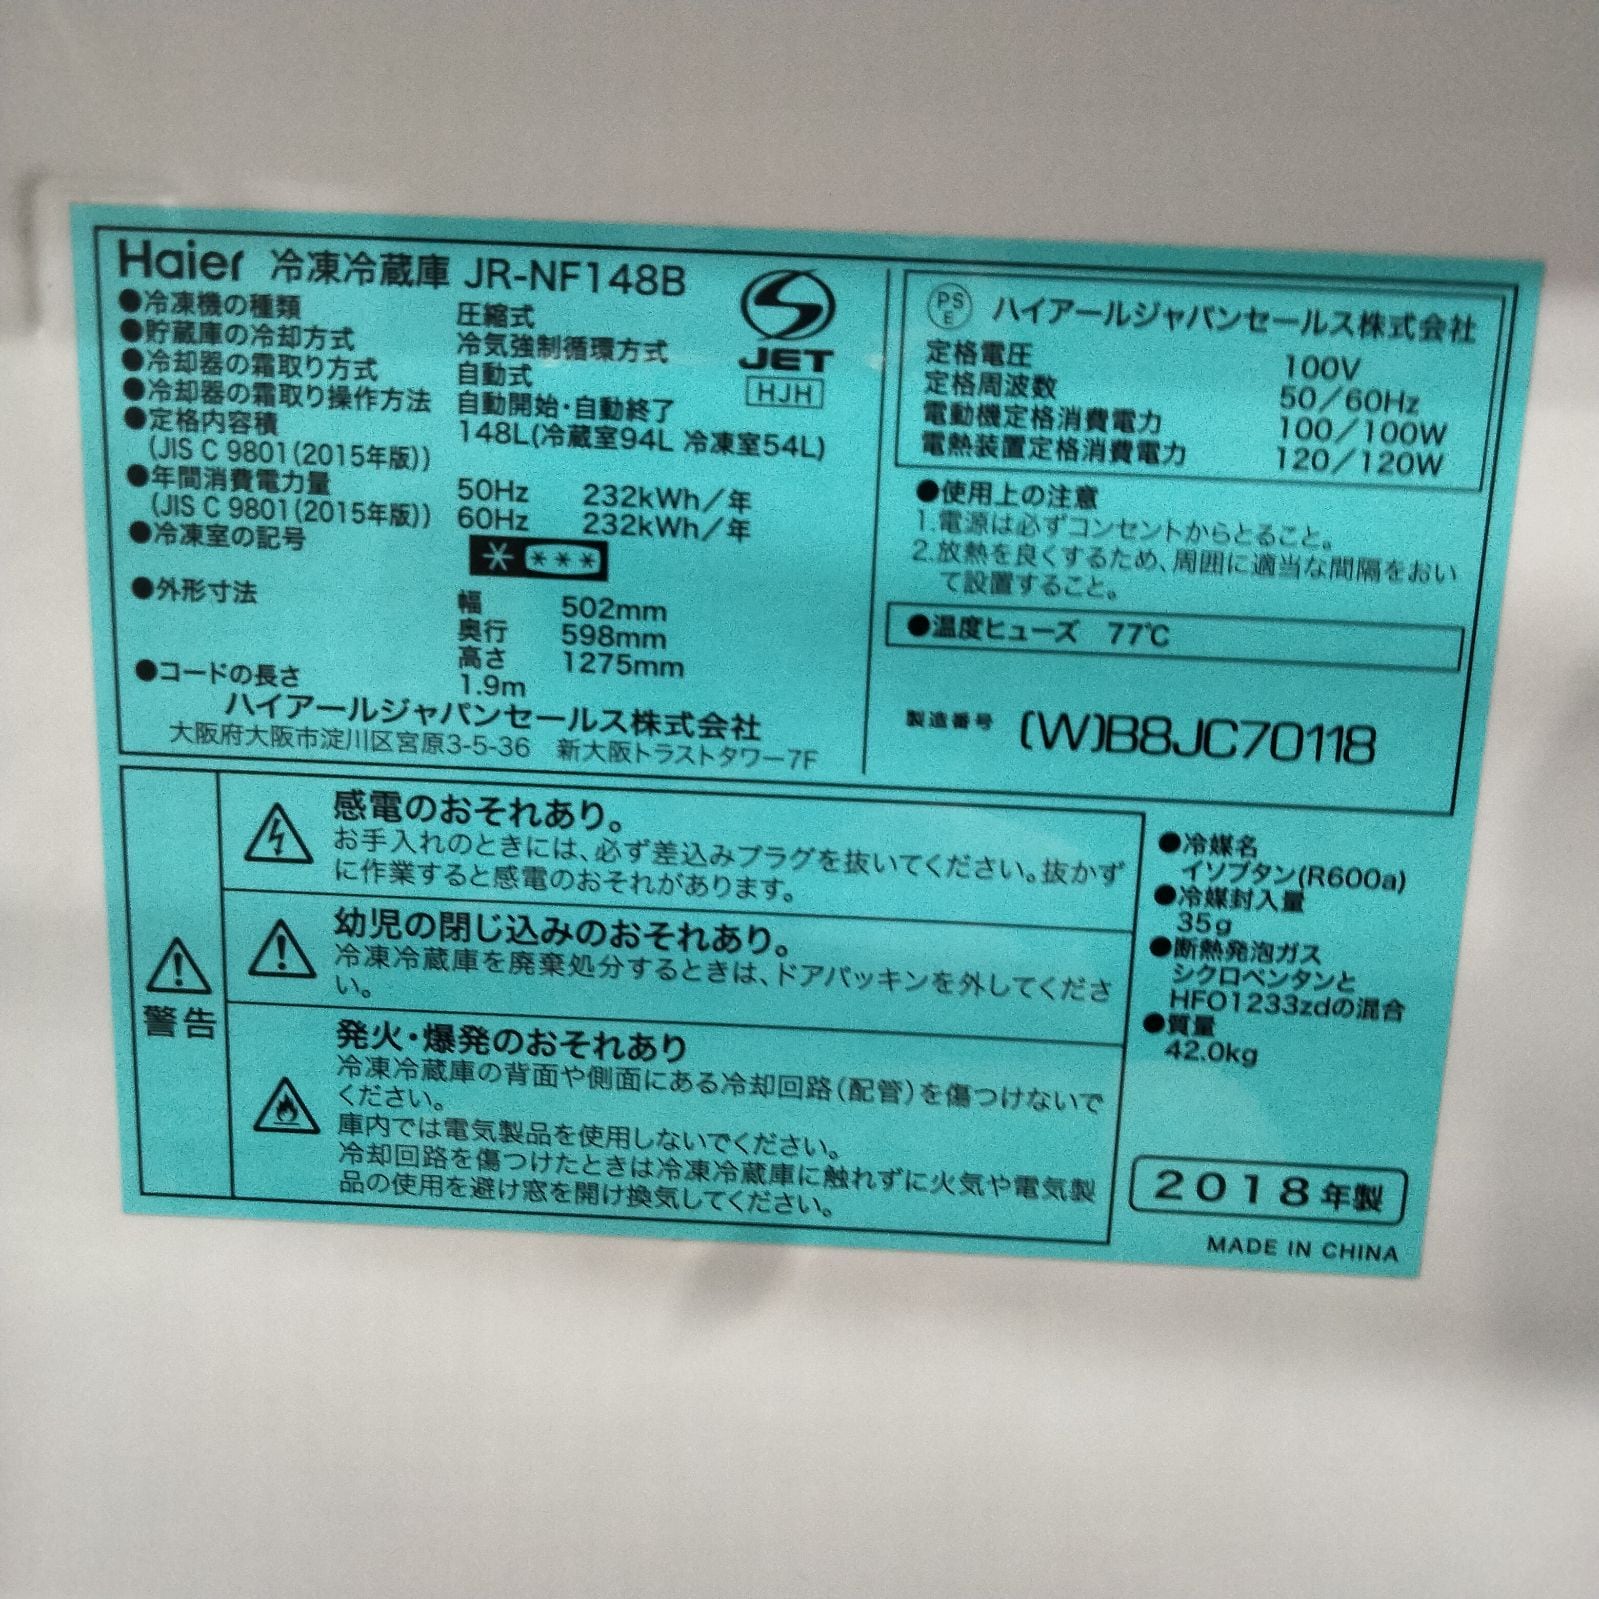 Haier 冷凍冷蔵庫 JR-NF148B
●冷凍機の種類 圧縮式
●貯蔵庫の冷却方式 冷気強制循環方式
●冷却器の霜取り方式 自動式
●冷却器の霜取り操作方法 自動開始・自動終了
●定格内容積 148L(冷蔵室94L 冷凍室54L)
(JIS C 9801(2015年版))
●年間消費電力量 50Hz 232kWh/年
(JIS C 9801(2015年版)) 60Hz 232kWh/年
●冷凍室の記号 * ***
●外形寸法 幅 502mm
奥行 598mm
高さ 1275mm
●コードの長さ 1.9m
ハイアールジャパンセールス株式会社
大阪府大阪市淀川区宮原3-5-36 新大阪トラストタワー7F
S
JET
HJH
PSE ハイアールジャパンセールス株式会社
定格電圧 100V
定格周波数 50/60Hz
電動機定格消費電力 100/100W
電熱装置定格消費電力 120/120W
●使用上の注意
1.電源は必ずコンセントからとること。
2.放熱を良くするため、周囲に適当な間隔をおい
て設置すること。
●温度ヒューズ 77℃
製造番号 (W)B8JC70118
警告
感電のおそれあり。
お手入れのときには、必ず差込みプラグを抜いてください。抜かず
に作業すると感電のおそれがあります。
幼児の閉じ込みのおそれあり。
冷凍冷蔵庫を廃棄処分するときは、ドアパッキンを外してくださ
い。
発火・爆発のおそれあり
冷凍冷蔵庫の背面や側面にある冷却回路(配管)を傷つけないで
ください。
庫内では電気製品を使用しないでください。
冷却回路を傷つけたときは冷凍冷蔵庫に触れずに火気や電気製
品の使用を避け窓を開け換気してください。
●冷媒名
イソブタン(R600a)
●冷媒封入量
35g
●断熱発泡ガス
シクロペンタンと
HFO1233zdの混合
●質量
42.0kg
2018年製
MADE IN CHINA